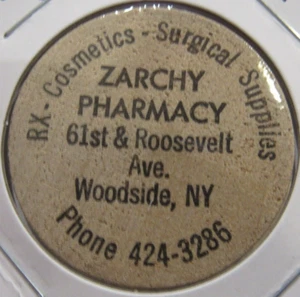 RX - Cosmetics - Surgical Supplies
ZARCHY
PHARMACY
61st & Roosevelt
Ave.
Woodside, NY
Phone 424-3286